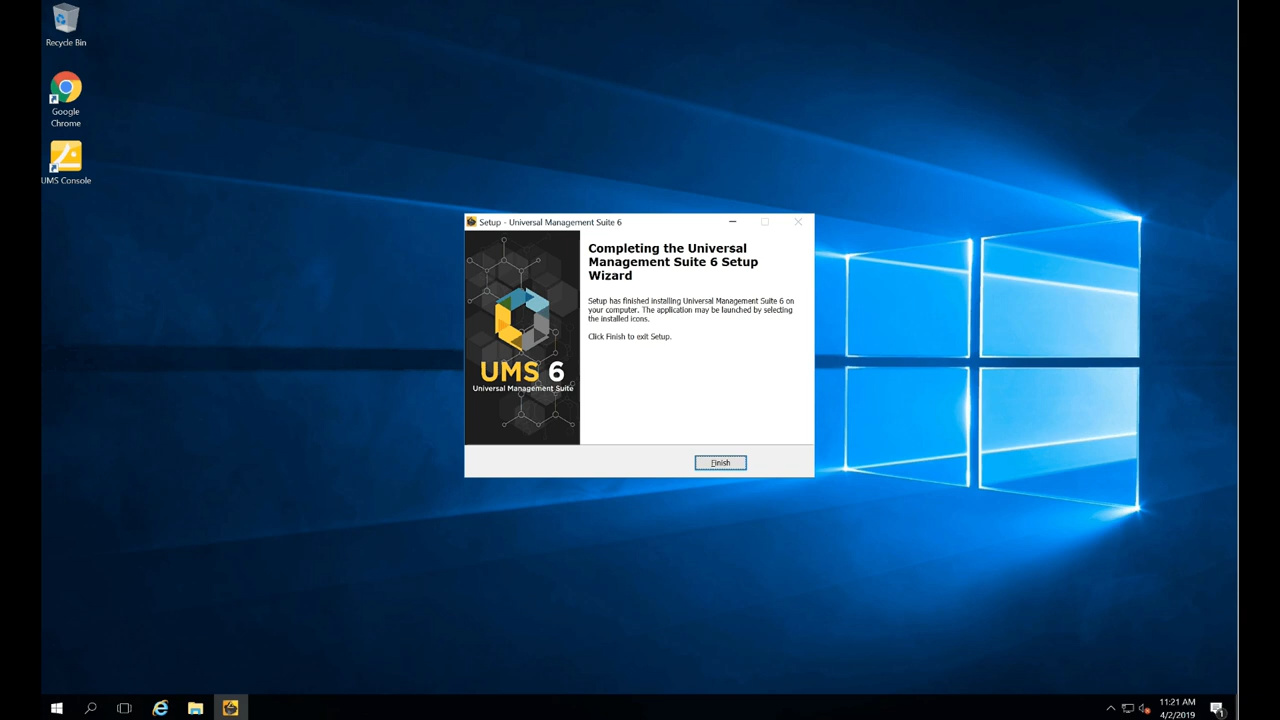 Recycle Bin
Google
Chrome
UMS Console
Setup - Universal Management Suite 6
UMS 6
Universal Management Suite
Completing the Universal
Management Suite 6 Setup
Wizard
Setup has finished installing Universal Management Suite 6 on
your computer. The application may be launched by selecting
the installed icons.
Click Finish to exit Setup.
Finish
11:21 AM
4/2/2019
1